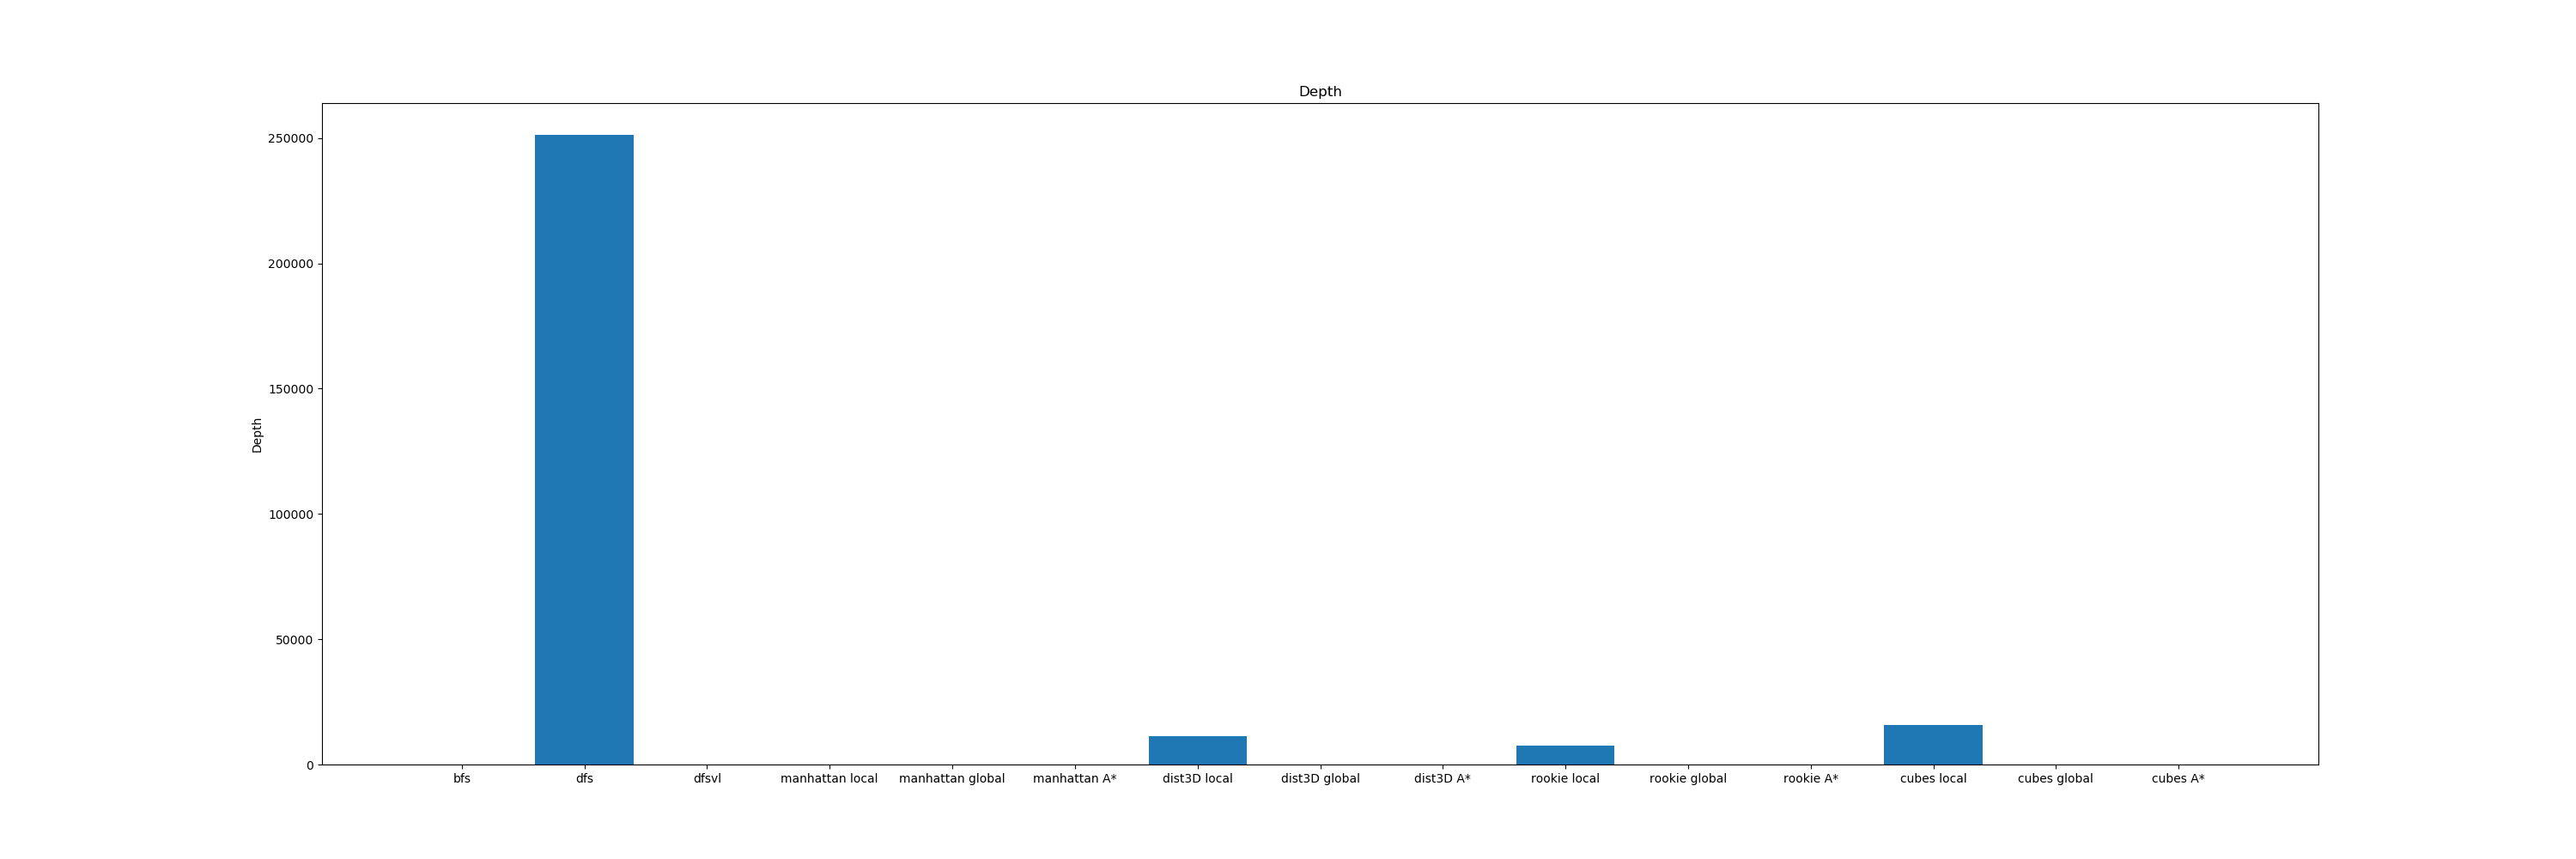 Depth
250000
200000
150000
100000
50000
0
Depth
bfs dfs dfsvl manhattan local manhattan global manhattan A* dist3D local dist3D global dist3D A* rookie local rookie global rookie A* cubes local cubes global cubes A*